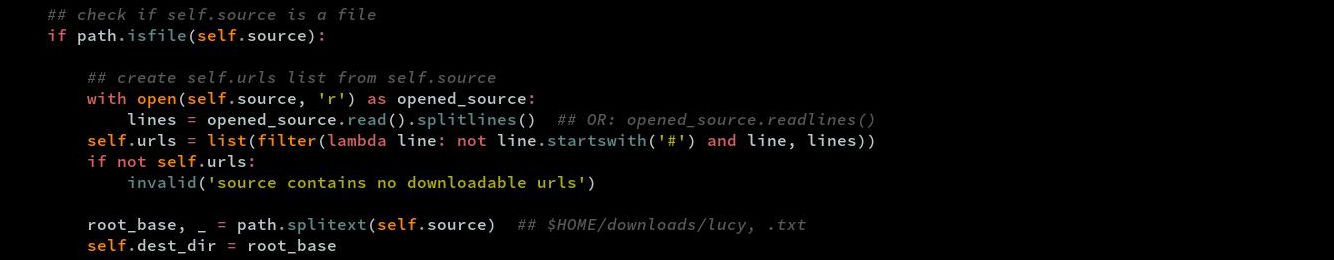 ## check if self.source is a file
if path.isfile(self.source):
## create self.urls list from self.source
with open(self.source, 'r') as opened_source:
lines = opened_source.read().splitlines()  ## OR: opened_source.readlines()
self.urls = list(filter(lambda line: not line.startswith('#') and line, lines))
if not self.urls:
invalid('source contains no downloadable urls')
root_base, _ = path.splitext(self.source)  ## $HOME/downloads/lucy, .txt
self.dest_dir = root_base